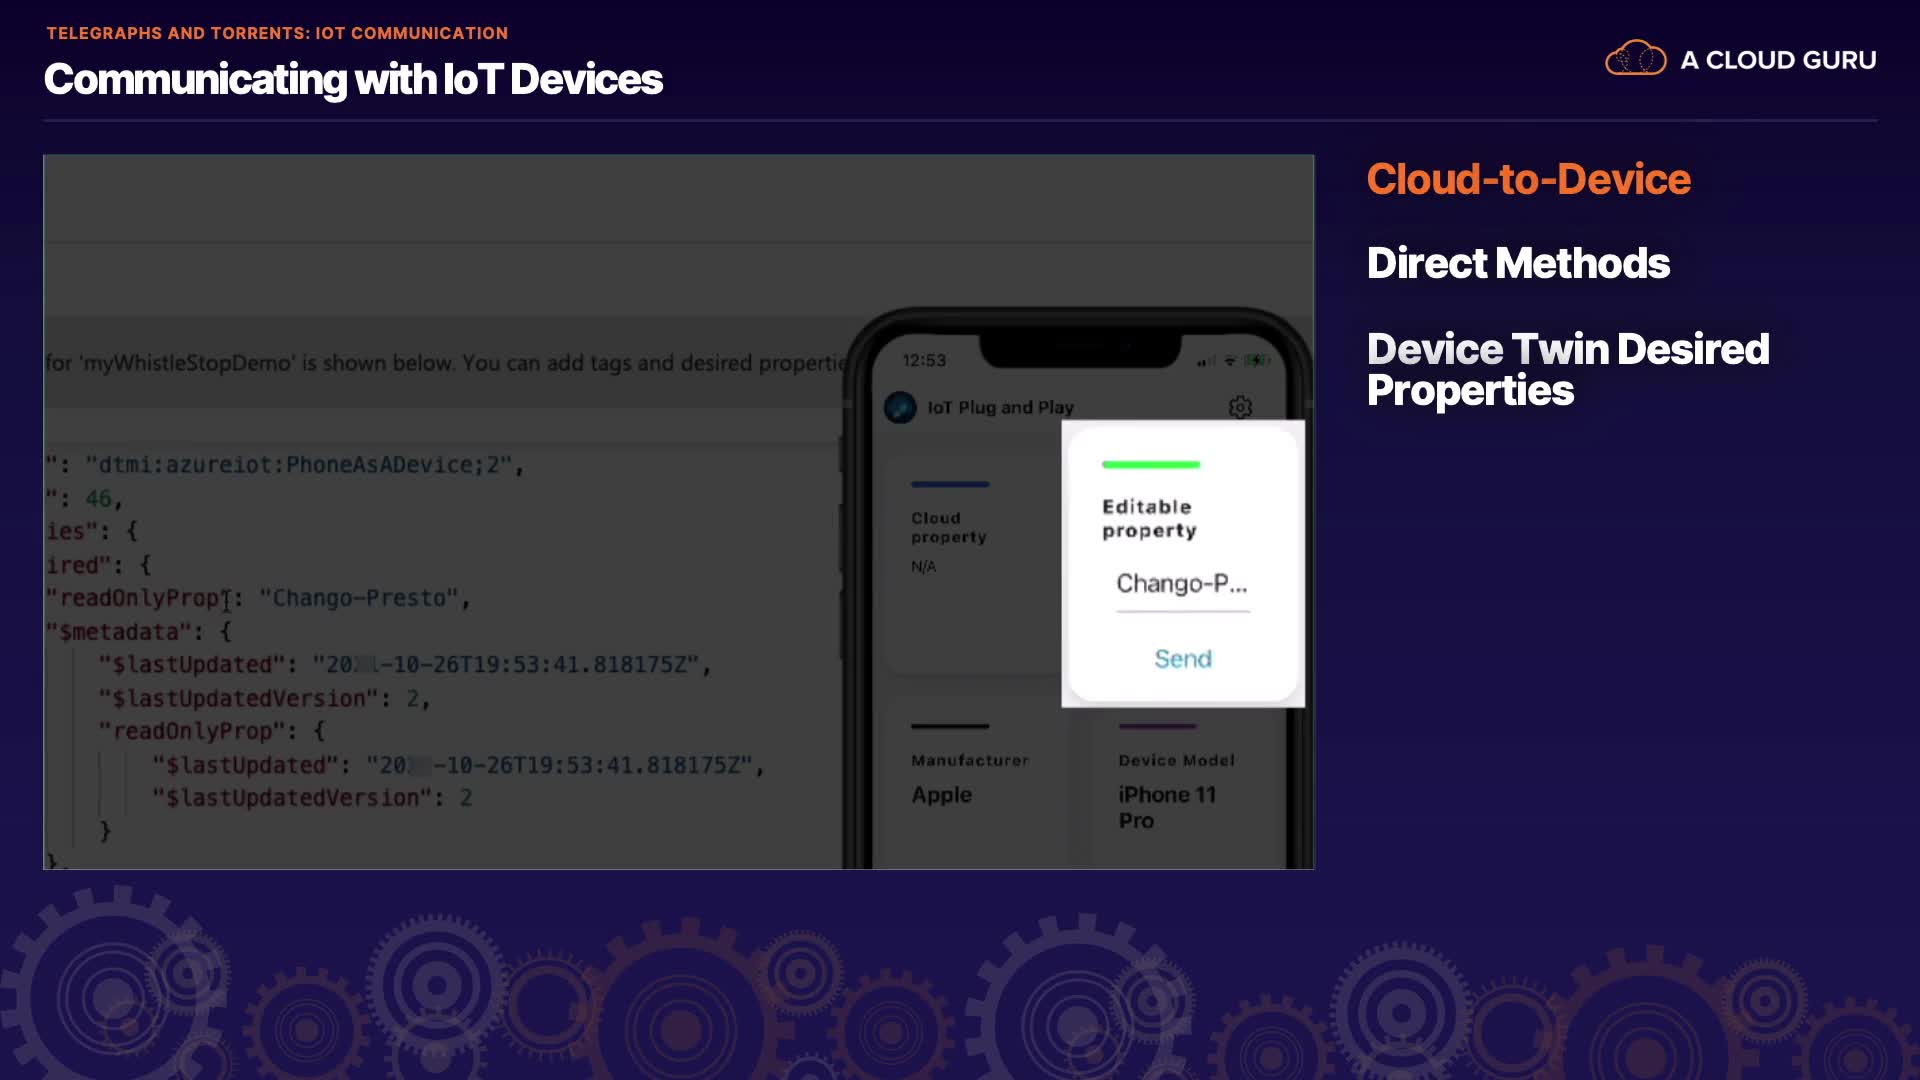 TELEGRAPHS AND TORRENTS: IOT COMMUNICATION
Communicating with IoT Devices
A CLOUD GURU
Cloud-to-Device
Direct Methods
Device Twin Desired
Properties
for 'myWhistleStopDemo' is shown below. You can add tags and desired propertie
": "dtmi:azureiot:PhoneAsADevice;2",
": 46,
ies": {
ired": {
"readOnlyProp": "Chango-Presto",
"$metadata": {
"$lastUpdated": "20 -10-26T19:53:41.818175Z",
"$lastUpdatedVersion": 2,
"readOnlyProp": {
"$lastUpdated": "20 -10-26T19:53:41.818175Z",
"$lastUpdatedVersion": 2
}
},
12:53
IoT Plug and Play
Cloud
property
N/A
Editable
property
Chango-P...
Send
Manufacturer
Apple
Device Model
iPhone 11
Pro